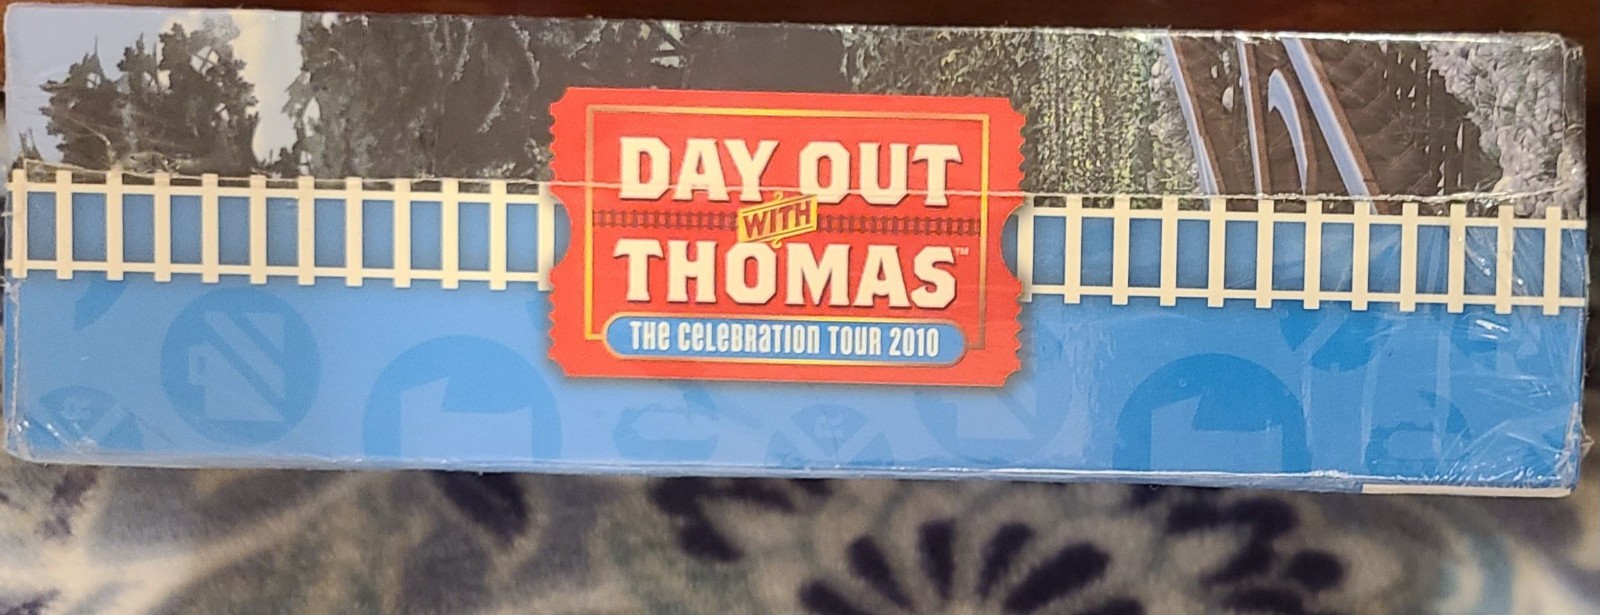 DAY OUT
WITH
THOMAS™
THE CELEBRATION TOUR 2010